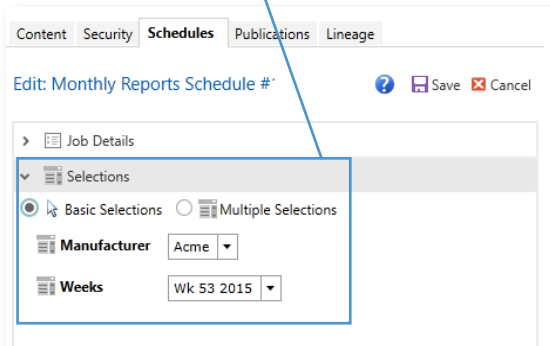 Content Security Schedules Publications Lineage
Edit: Monthly Reports Schedule # ? Save Cancel
Job Details
Selections
Basic Selections Multiple Selections
Manufacturer Acme
Weeks Wk 53 2015